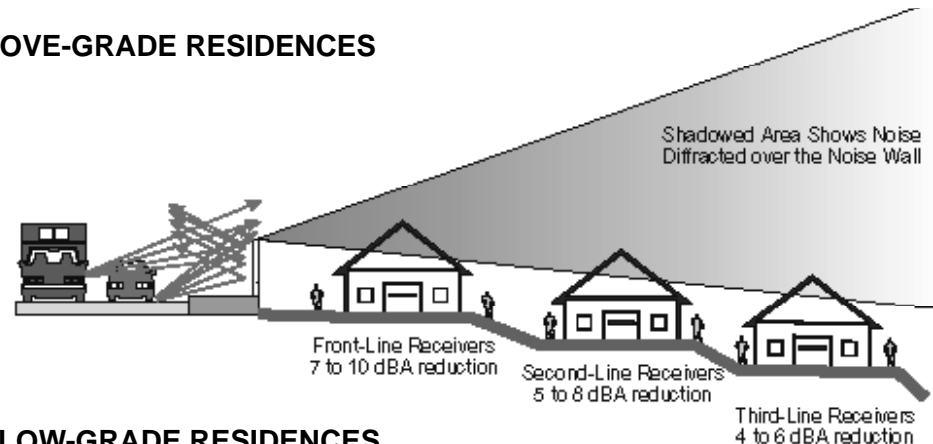 OVE-GRADE RESIDENCES
Shadowed Area Shows Noise
Diffracted over the Noise Wall
Front-Line Receivers
7 to 10 dBA reduction
Second-Line Receivers
5 to 8 dBA reduction
Third-Line Receivers
4 to 6 dBA reduction
LOW-GRADE RESIDENCES